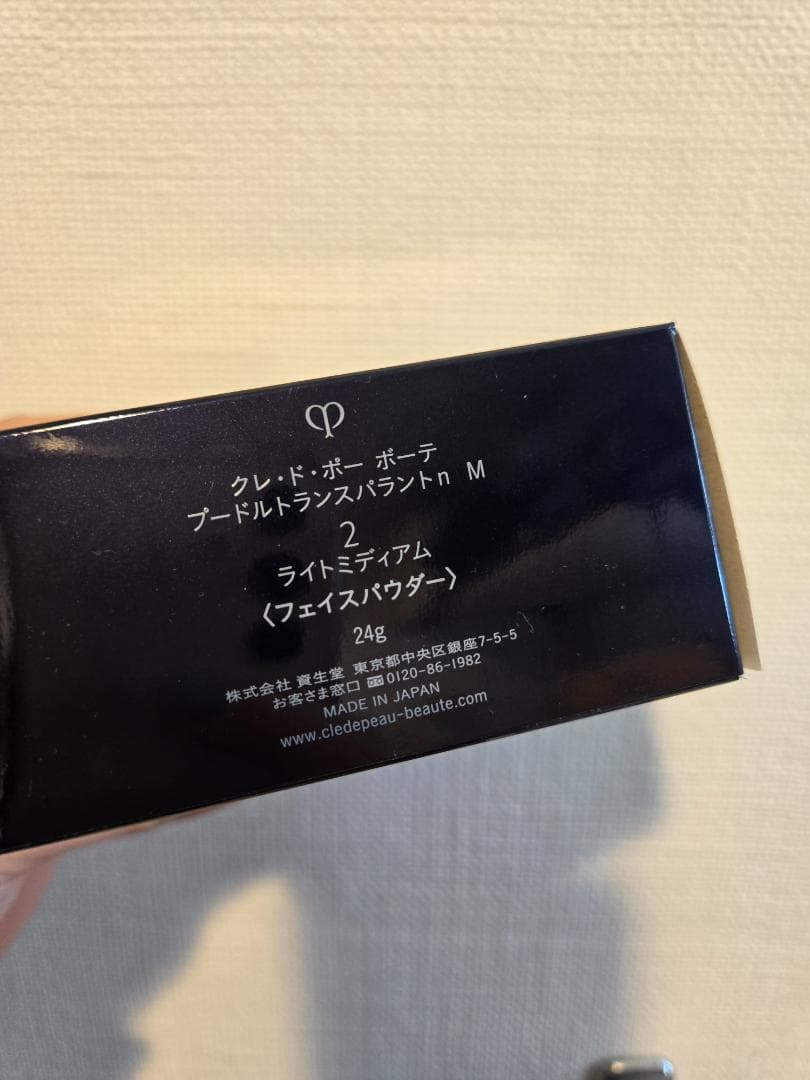 クレ・ド・ポー ボーテ
プードルトランスパラントn M
2
ライトミディアム
〈フェイスパウダー〉
24g
株式会社 資生堂 東京都中央区銀座7-5-5
お客さま窓口 0120-86-1982
MADE IN JAPAN
www.cledepeau-beaute.com